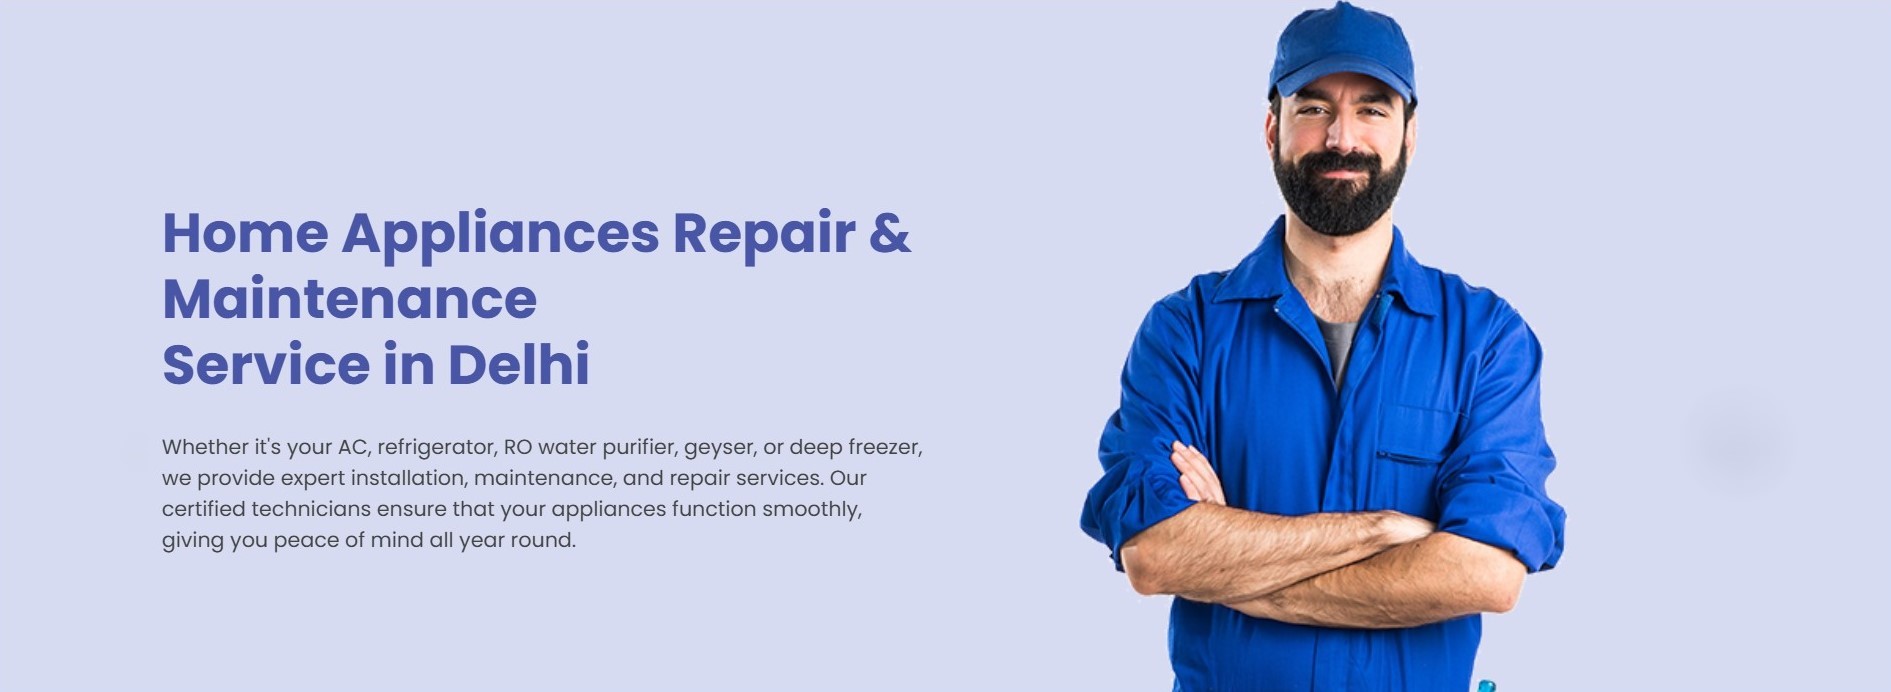 Home Appliances Repair &
Maintenance
Service in Delhi
Whether it's your AC, refrigerator, RO water purifier, geyser, or deep freezer,
we provide expert installation, maintenance, and repair services. Our
certified technicians ensure that your appliances function smoothly,
giving you peace of mind all year round.